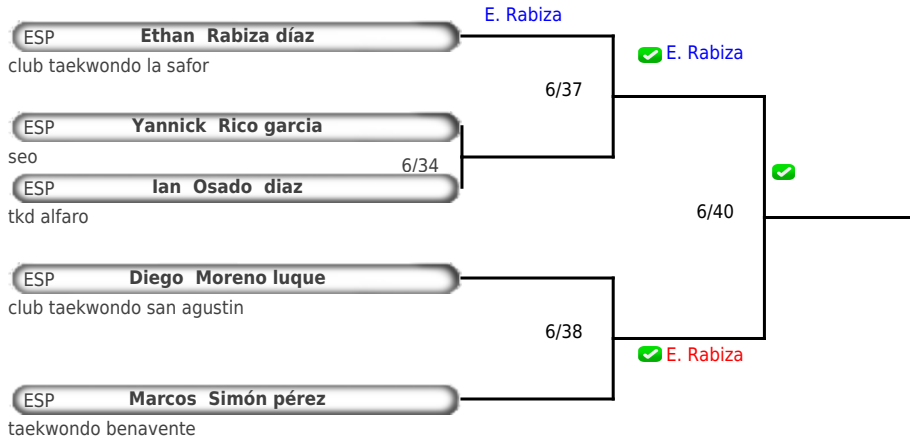 E. Rabiza
ESP Ethan Rabiza díaz
club taekwondo la safor
E. Rabiza
6/37
ESP Yannick Rico garcia
seo
6/34
ESP Ian Osado diaz
tkd alfaro
6/40
ESP Diego Moreno luque
club taekwondo san agustin
6/38
E. Rabiza
ESP Marcos Simón pérez
taekwondo benavente